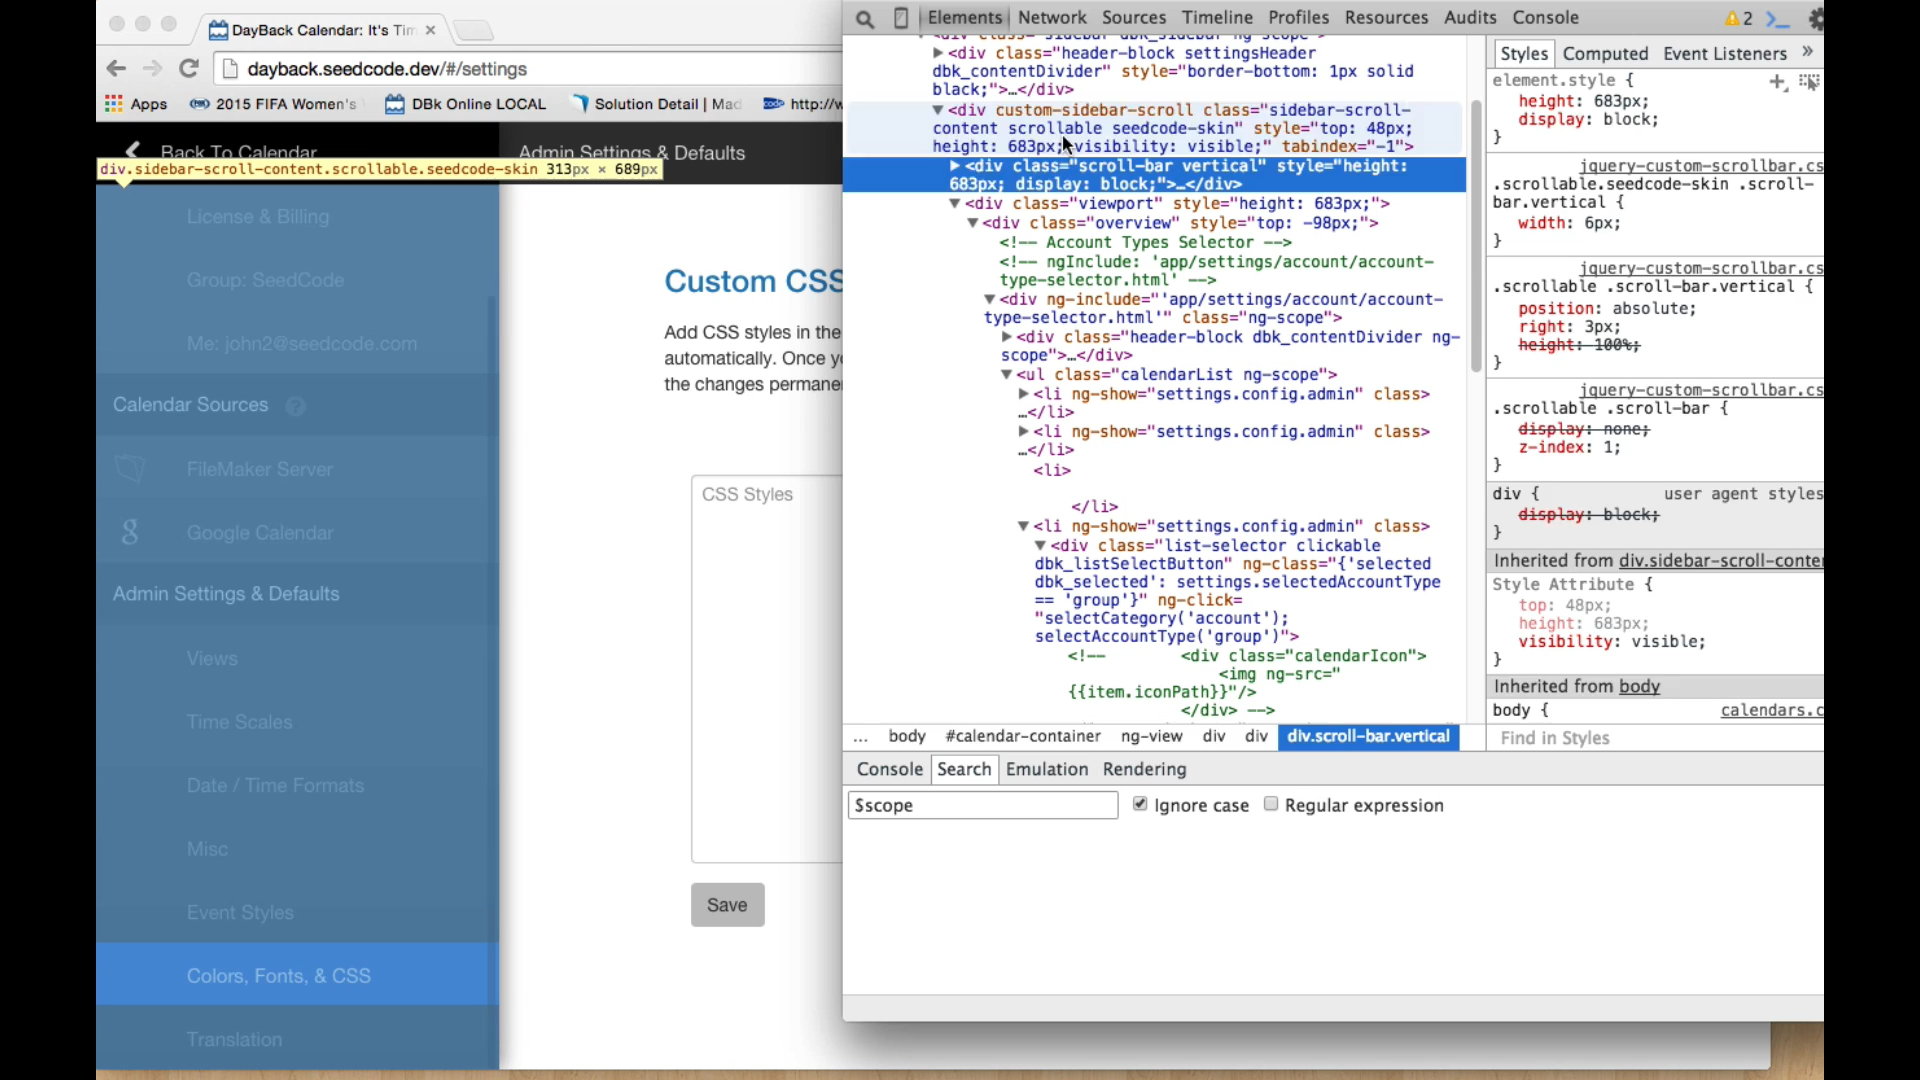 DayBack Calendar: It's Tim
dayback.seedcode.dev/#/settings
Apps
2015 FIFA Women's
DBk Online LOCAL
Solution Detail | Mad
http://w
Back To Calendar
Admin Settings & Defaults
div.sidebar-scroll-content.scrollable.seedcode-skin 313px × 689px
License & Billing
Group: SeedCode
Me: john2@seedcode.com
Calendar Sources ?
FileMaker Server
Google Calendar
Admin Settings & Defaults
Views
Time Scales
Date / Time Formats
Misc
Event Styles
Colors, Fonts, & CSS
Translation
Custom CSS
Add CSS styles in the
automatically. Once yo
the changes permanen
CSS Styles
Save
Elements Network Sources Timeline Profiles Resources Audits Console
2
<div class="header-block settingsHeader
dbk_contentDivider" style="border-bottom: 1px solid
black;">…</div>
<div custom-sidebar-scroll class="sidebar-scroll-
content scrollable seedcode-skin" style="top: 48px;
height: 683px; visibility: visible;" tabindex="-1">
<div class="scroll-bar vertical" style="height:
683px; display: block;">…</div>
<div class="viewport" style="height: 683px;">
<div class="overview" style="top: -98px;">
<!-- Account Types Selector -->
<!-- ngInclude: 'app/settings/account/account-
type-selector.html' -->
<div ng-include="'app/settings/account/account-
type-selector.html'" class="ng-scope">
<div class="header-block dbk_contentDivider ng-
scope">…</div>
<ul class="calendarList ng-scope">
<li ng-show="settings.config.admin" class>
…</li>
<li ng-show="settings.config.admin" class>
…</li>
<li>
</li>
<li ng-show="settings.config.admin" class>
<div class="list-selector clickable
dbk_listSelectButton" ng-class="{'selected
dbk_selected': settings.selectedAccountType
== 'group'}" ng-click=
"selectCategory('account');
selectAccountType('group')">
<!-- <div class="calendarIcon">
<img ng-src="
{{item.iconPath}}"/>
</div> -->
... body #calendar-container ng-view div div div.scroll-bar.vertical
Console Search Emulation Rendering
$scope
Ignore case
Regular expression
Styles Computed Event Listeners »
element.style {
height: 683px;
display: block;
}
jquery-custom-scrollbar.cs
.scrollable.seedcode-skin .scroll-
bar.vertical {
width: 6px;
}
jquery-custom-scrollbar.cs
.scrollable .scroll-bar.vertical {
position: absolute;
right: 3px;
height: 100%;
}
jquery-custom-scrollbar.cs
.scrollable .scroll-bar {
display: none;
z-index: 1;
}
div { user agent styles
display: block;
}
Inherited from div.sidebar-scroll-conte
Style Attribute {
top: 48px;
height: 683px;
visibility: visible;
}
Inherited from body
body { calendars.c
Find in Styles